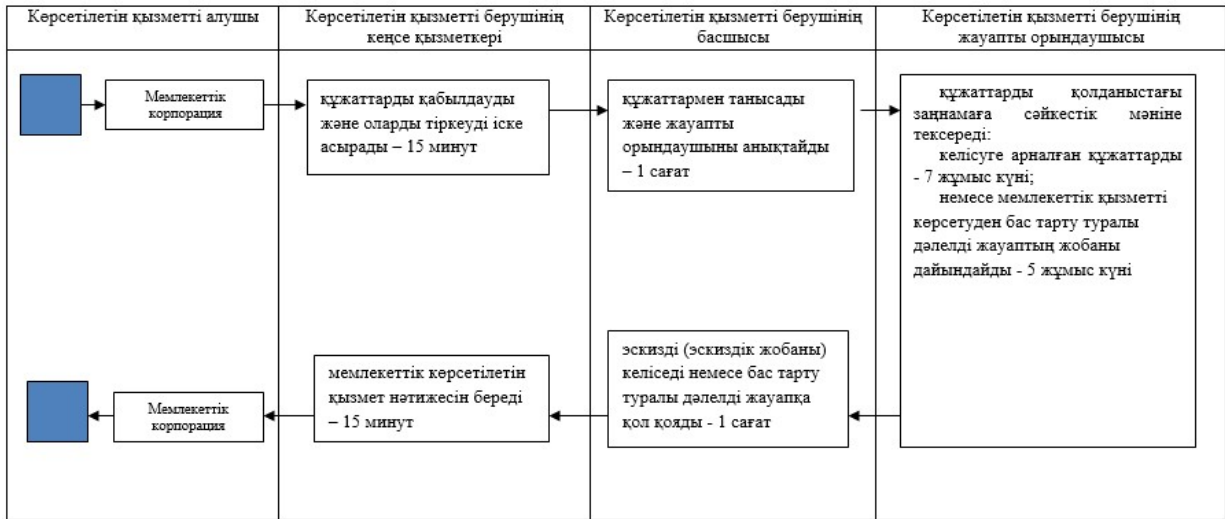 Көрсетілетін қызметті алушы
Көрсетілетін қызметті берушінің
кеңсе қызметкері
Көрсетілетін қызметті берушінің
басшысы
Көрсетілетін қызметті берушінің
жауапты орындаушысы
Мемлекеттік
корпорация
құжаттарды қабылдауды
және оларды тіркеуді іске
асырады – 15 минут
құжаттармен танысады
және жауапты
орындаушыны анықтайды
– 1 сағат
құжаттарды қолданыстағы
заңнамаға сәйкестік мәніне
тексереді:
келісуге арналған құжаттарды
- 7 жұмыс күні;
немесе мемлекеттік қызметті
көрсетуден бас тарту туралы
дәлелді жауаптың жобаны
дайындайды - 5 жұмыс күні
Мемлекеттік
корпорация
мемлекеттік көрсетілетін
қызмет нәтижесін береді
– 15 минут
эскизді (эскиздік жобаны)
келіседі немесе бас тарту
туралы дәлелді жауапқа
қол қояды - 1 сағат